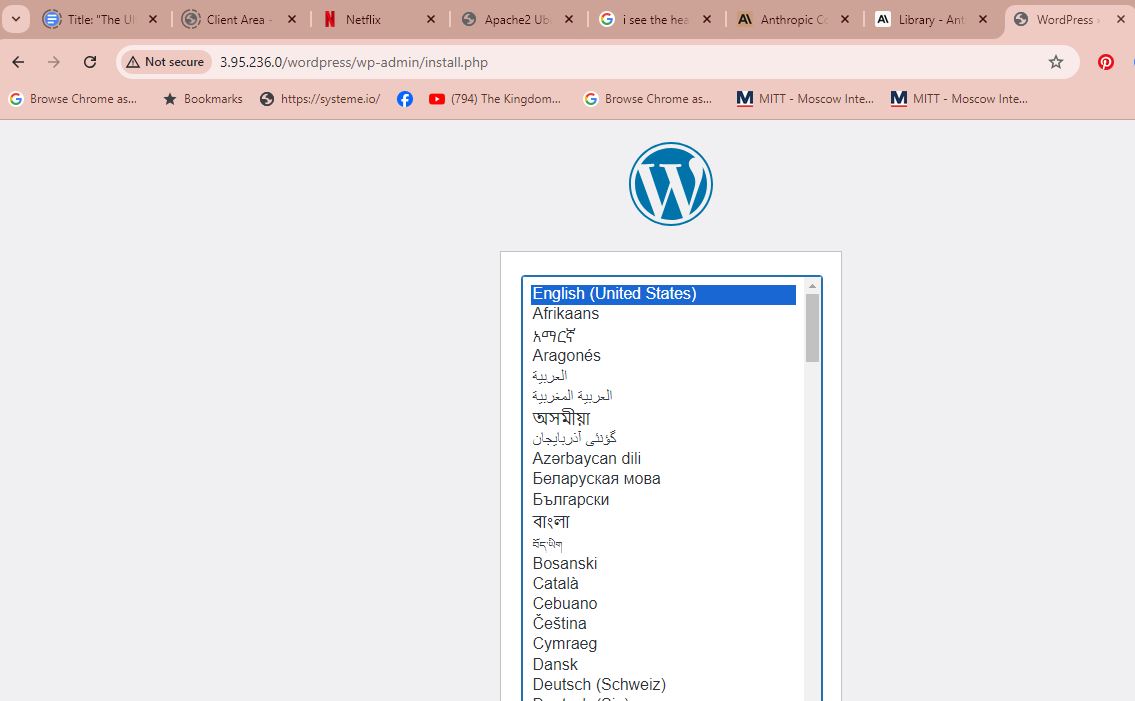 Title: "The Ul
Client Area -
Netflix
Apache2 Ub
i see the hea
Anthropic Co
Library - Ant
WordPress ›
Not secure
3.95.236.0/wordpress/wp-admin/install.php
Browse Chrome as...
Bookmarks
https://systeme.io/
(794) The Kingdom...
Browse Chrome as...
MITT - Moscow Inte...
MITT - Moscow Inte...
English (United States)
Afrikaans
አማርኛ
Aragonés
العربية
العربية المغربية
অসমীয়া
گؤنئی آذربایجان
Azərbaycan dili
Беларуская мова
Български
বাংলা
བོད་ཡིག
Bosanski
Català
Cebuano
Čeština
Cymraeg
Dansk
Deutsch (Schweiz)